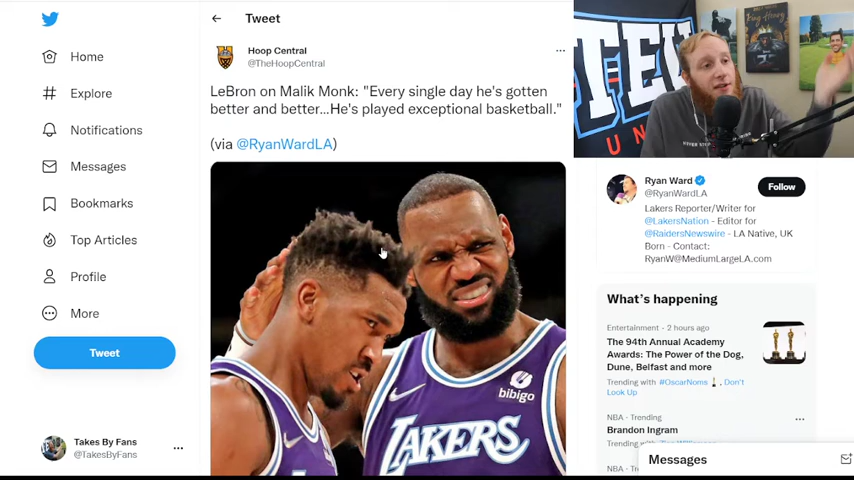 Tweet
Home
Explore
Notifications
Messages
Bookmarks
Top Articles
Profile
More
Tweet
Takes By Fans
@TakesByFans
Hoop Central
@TheHoopCentral
LeBron on Malik Monk: "Every single day he's gotten
better and better...He's played exceptional basketball."
(via @RyanWardLA)
bibigo
LAKERS
Ryan Ward
@RyanWardLA
Follow
Lakers Reporter/Writer for
@LakersNation - Editor for
@RaidersNewswire - LA Native, UK
Born - Contact:
RyanW@MediumLargeLA.com
What's happening
Entertainment · 2 hours ago
The 94th Annual Academy
Awards: The Power of the Dog,
Dune, Belfast and more
Trending with #OscarNoms, Don't
Look Up
NBA · Trending
Brandon Ingram
Trending with
NBA ·
Messages